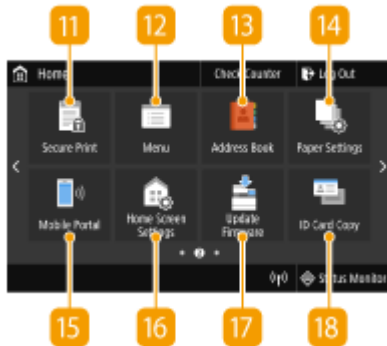 11 12 13 14
Home Check Counter Log Out
Secure Print Menu Address Book Paper Settings
Mobile Portal Home Screen Settings Update Firmware ID Card Copy
2
Status Monitor
15 16 17 18